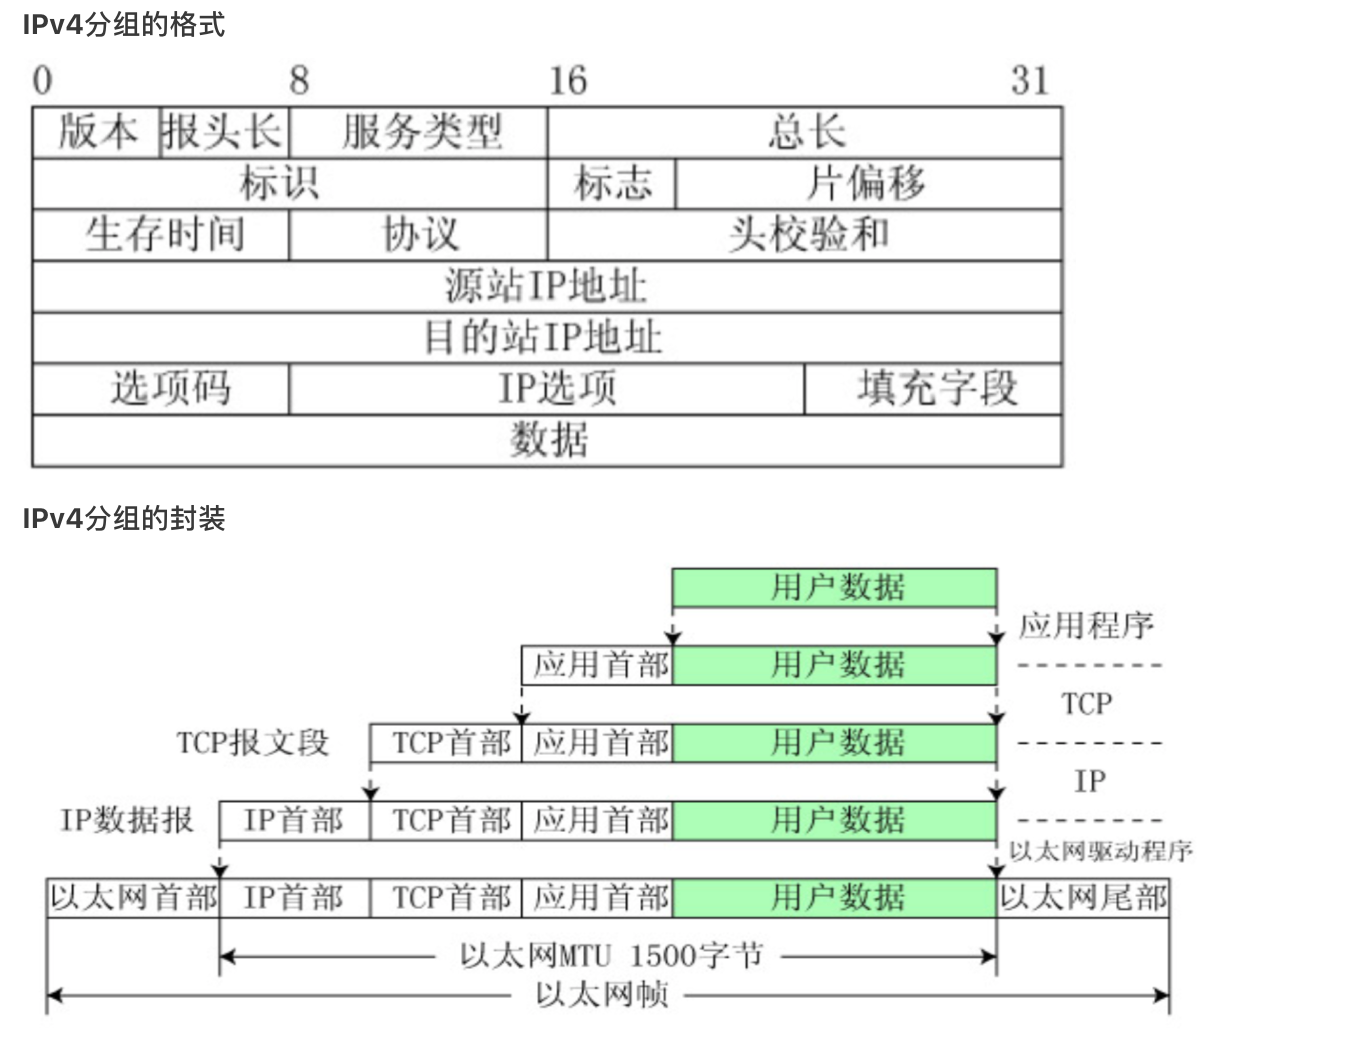 IPv4分组的格式
0 8 16 31
版本 报头长 服务类型 总长
标识 标志 片偏移
生存时间 协议 头校验和
源站IP地址
目的站IP地址
选项码 IP选项 填充字段
数据
IPv4分组的封装
用户数据
应用程序
应用首部 用户数据
TCP
TCP报文段 TCP首部 应用首部 用户数据
IP
IP数据报 IP首部 TCP首部 应用首部 用户数据
以太网驱动程序
以太网首部 IP首部 TCP首部 应用首部 用户数据 以太网尾部
以太网MTU 1500字节
以太网帧